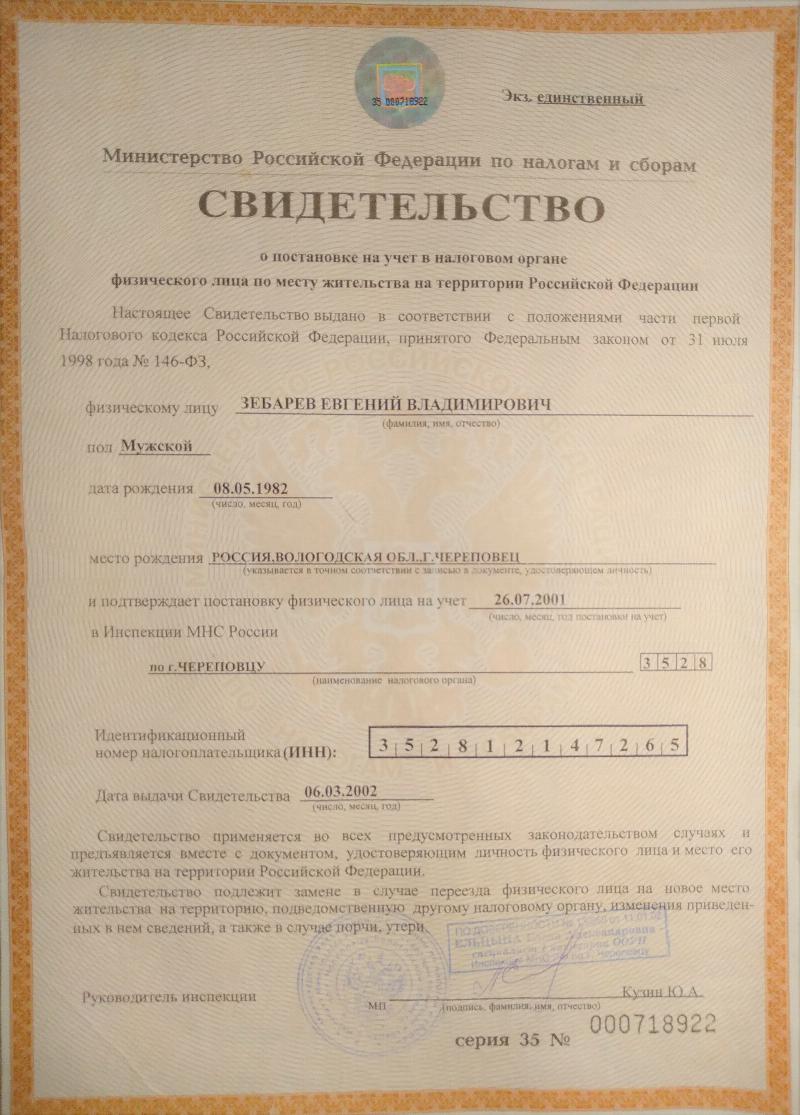 35 000718922
Экз. единственный
Министерство Российской Федерации по налогам и сборам
СВИДЕТЕЛЬСТВО
о постановке на учет в налоговом органе
физического лица по месту жительства на территории Российской Федерации
Настоящее Свидетельство выдано в соответствии с положениями части первой
Налогового кодекса Российской Федерации, принятого Федеральным законом от 31 июля
1998 года № 146-ФЗ,
физическому лицу ЗЕБАРЕВ ЕВГЕНИЙ ВЛАДИМИРОВИЧ
(фамилия, имя, отчество)
пол Мужской
дата рождения 08.05.1982
(число, месяц, год)
место рождения РОССИЯ,ВОЛОГОДСКАЯ ОБЛ.,Г.ЧЕРЕПОВЕЦ
(указывается в точном соответствии с записью в документе, удостоверяющем личность)
и подтверждает постановку физического лица на учет 26.07.2001
(число, месяц, год постановки на учет)
в Инспекции МНС России
по г.ЧЕРЕПОВЦУ 3528
(наименование налогового органа)
Идентификационный
номер налогоплательщика (ИНН): 352812147265
Дата выдачи Свидетельства 06.03.2002
(число, месяц, год)
Свидетельство применяется во всех предусмотренных законодательством случаях и
предъявляется вместе с документом, удостоверяющим личность физического лица и место его
жительства на территории Российской Федерации.
Свидетельство подлежит замене в случае переезда физического лица на новое место
жительства на территорию, подведомственную другому налоговому органу, изменения приведен-
ных в нем сведений, а также в случае порчи, утери.
ПО ДОВЕРЕННОСТИ
ЕЛЬЦЫНА
Руководитель инспекции Кузин Ю.А.
МП (подпись, фамилия, имя, отчество)
серия 35 № 000718922